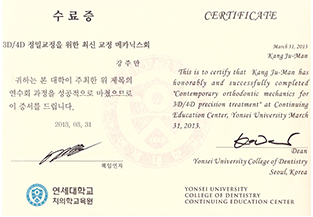 수료증
3D/4D 정밀교정을 위한 최신 교정 메카닉스회
강주만
귀하는 본 대학이 주최한 위 제목의
연수회 과정을 성공적으로 마쳤으므로
이 증서를 드립니다.
2013. 03. 31
책임연자
연세대학교
치의학교육원
CERTIFICATE
March 31, 2013
Kang Ju-Man
This is to certify that Kang Ju-Man has
honorably and successfully completed
"Contemporary orthodontic mechanics for
3D/4D precision treatment" at Continuing
Education Center, Yonsei University March
31, 2013.
Dean
Yonsei University College of Dentistry
Seoul, Korea
YONSEI UNIVERSITY
COLLEGE OF DENTISTRY
CONTINUING EDUCATION CENTER